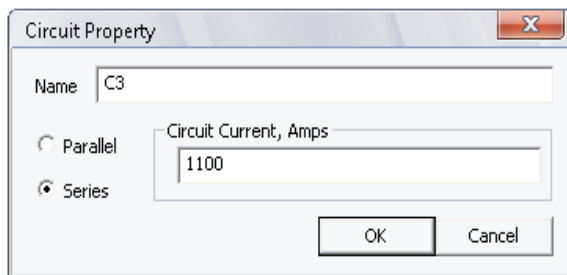 Circuit Property
Name C3
Parallel
Series
Circuit Current, Amps
1100
OK Cancel